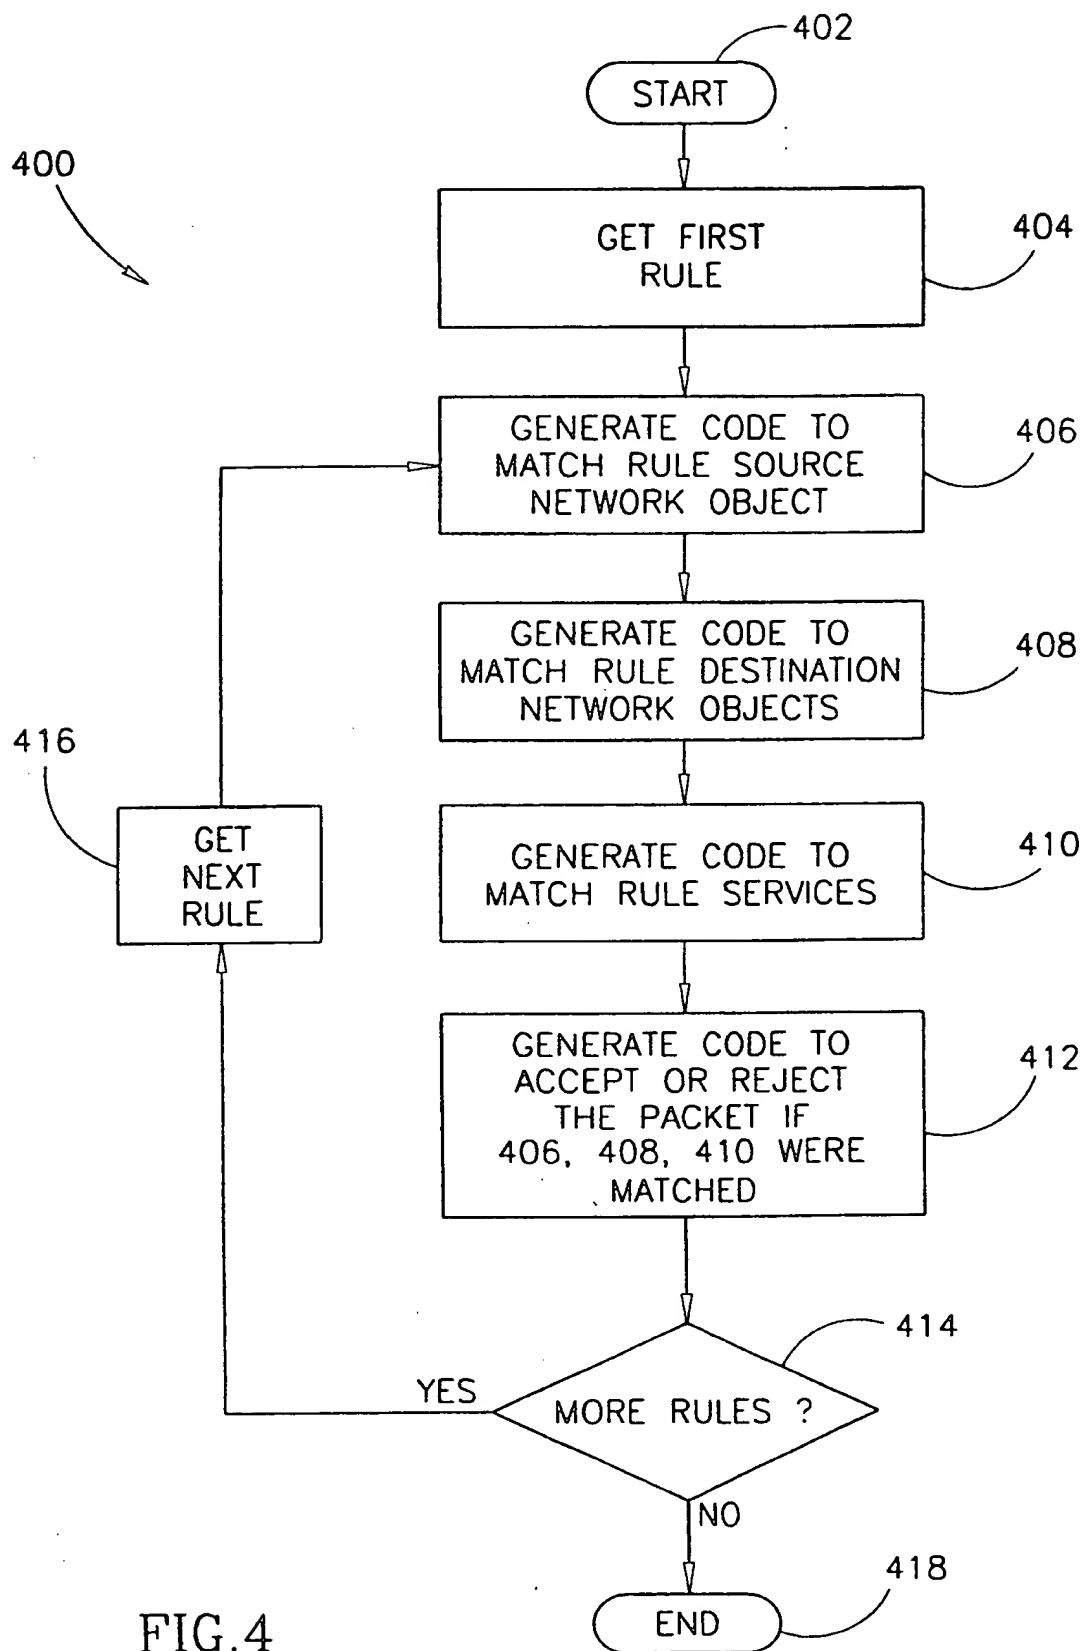 402
START
400
GET FIRST
RULE
404
GENERATE CODE TO
MATCH RULE SOURCE
NETWORK OBJECT
406
GENERATE CODE TO
MATCH RULE DESTINATION
NETWORK OBJECTS
408
416
GET
NEXT
RULE
GENERATE CODE TO
MATCH RULE SERVICES
410
GENERATE CODE TO
ACCEPT OR REJECT
THE PACKET IF
406, 408, 410 WERE
MATCHED
412
414
YES
MORE RULES ?
NO
418
END
FIG.4